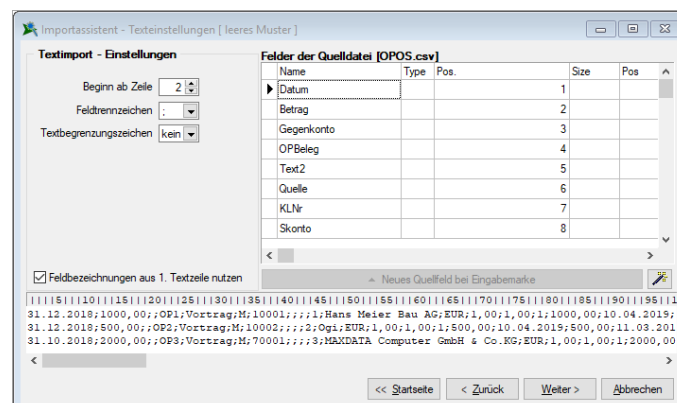 Importassistent - Texteinstellungen [ leeres Muster ]
Textimport - Einstellungen
Beginn ab Zeile 2
Feldtrennzeichen ;
Textbegrenzungszeichen kein
Felder der Quelldatei [OPOS.csv]
Name Type Pos. Size Pos
Datum 1
Betrag 2
Gegenkonto 3
OPBeleg 4
Text2 5
Quelle 6
KLNr 7
Skonto 8
Feldbezeichnungen aus 1. Textzeile nutzen
Neues Quellfeld bei Eingabemarke
||||5|||10|||15|||20|||25|||30|||35|||40|||45|||50|||55|||60|||65|||70|||75|||80|||85|||90|||95|||1
31.12.2018;1000,00;;OP1;Vortrag;M;10001;;;;1;Hans Meier Bau AG;EUR;1,00;1,00;1;1000,00;10.04.2019;
31.12.2018;500,00;;OP2;Vortrag;M;10002;;;;2;Ogi;EUR;1,00;1,00;1;500,00;10.04.2019;500,00;11.03.201
31.10.2018;2000,00;;OP3;Vortrag;M;70001;;;;3;MAXDATA Computer GmbH & Co.KG;EUR;1,00;1,00;1;2000,00
<< Startseite
< Zurück
Weiter >
Abbrechen